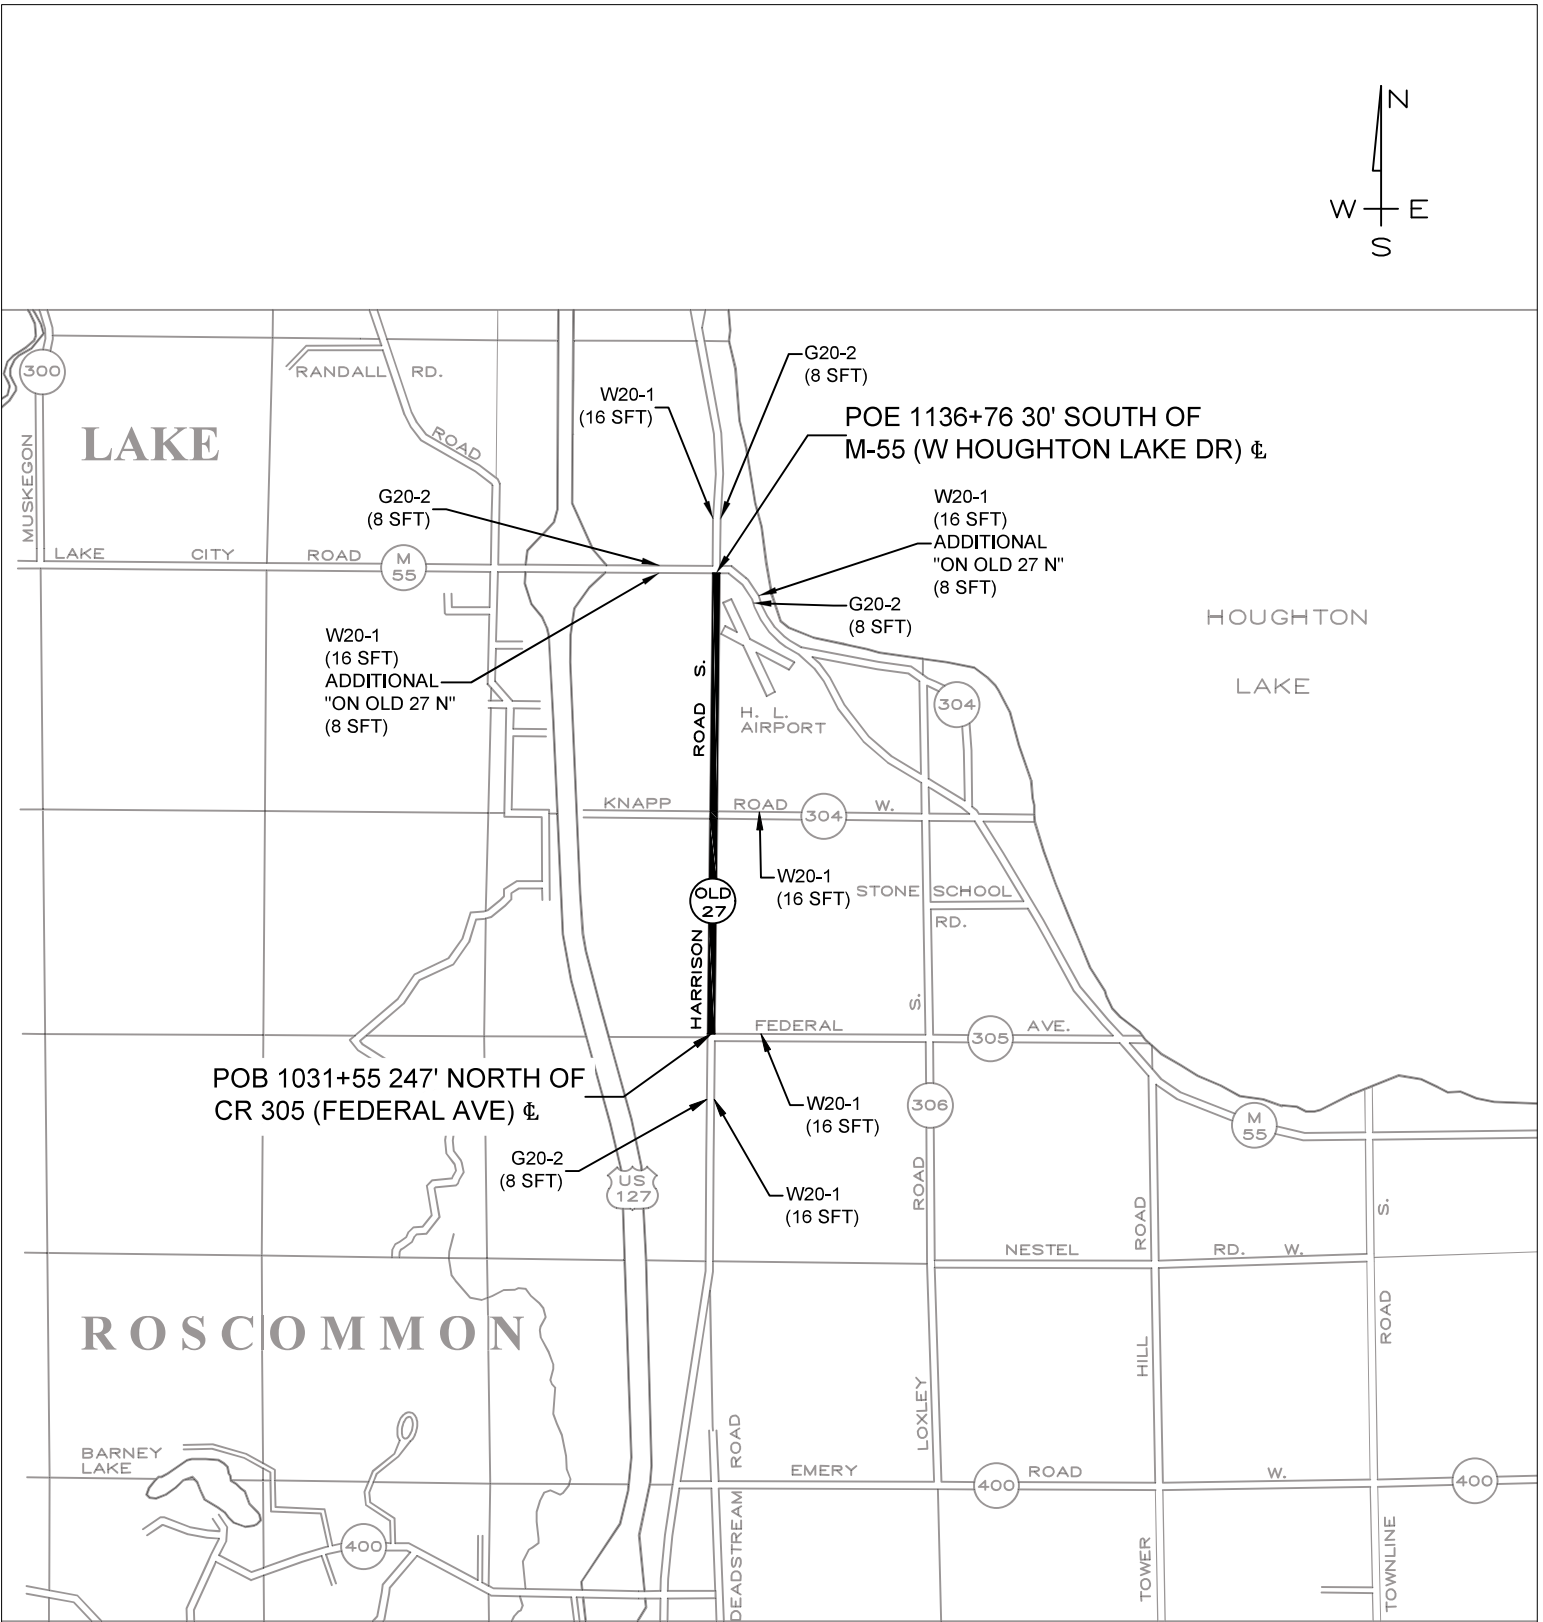 N
W E
S
300
RANDALL RD.
MUSKEGON
LAKE
ROAD
W20-1
(16 SFT)
G20-2
(8 SFT)
POE 1136+76 30' SOUTH OF
M-55 (W HOUGHTON LAKE DR) ℄
G20-2
(8 SFT)
W20-1
(16 SFT)
ADDITIONAL
"ON OLD 27 N"
(8 SFT)
LAKE CITY ROAD
M
55
G20-2
(8 SFT)
HOUGHTON
LAKE
W20-1
(16 SFT)
ADDITIONAL
"ON OLD 27 N"
(8 SFT)
ROAD S.
H. L.
AIRPORT
304
KNAPP ROAD 304 W.
W20-1
(16 SFT)
STONE SCHOOL
RD.
OLD
27
HARRISON
S.
FEDERAL 305 AVE.
POB 1031+55 247' NORTH OF
CR 305 (FEDERAL AVE) ℄
W20-1
(16 SFT)
306
M
55
G20-2
(8 SFT)
US
127
W20-1
(16 SFT)
ROAD
ROAD
S.
NESTEL RD. W.
ROSCOMMON
ROAD
HILL
LOXLEY
ROAD
BARNEY
LAKE
EMERY 400 ROAD W. 400
400
DEADSTREAM
TOWER
TOWNLINE